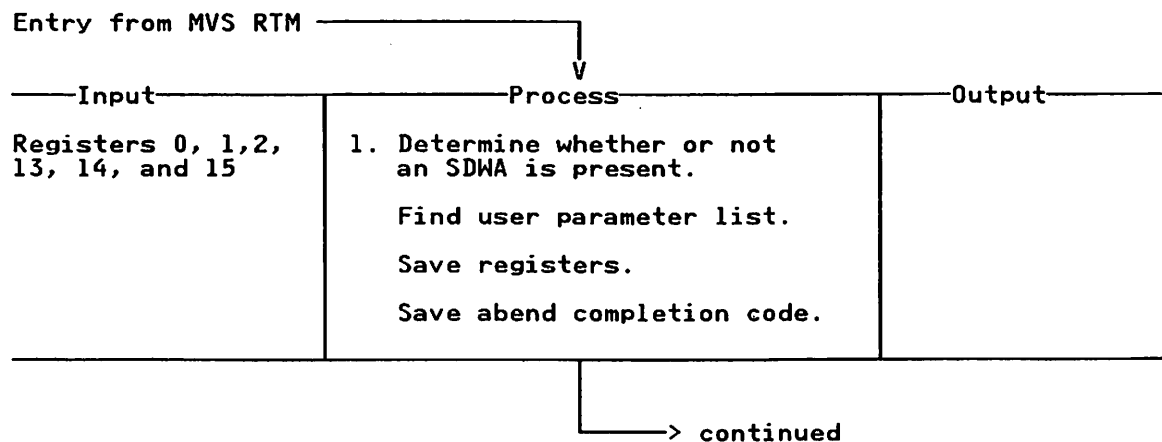 Entry from MVS RTM
Input Process Output
Registers 0, 1,2,
13, 14, and 15
1. Determine whether or not
an SDWA is present.
Find user parameter list.
Save registers.
Save abend completion code.
continued